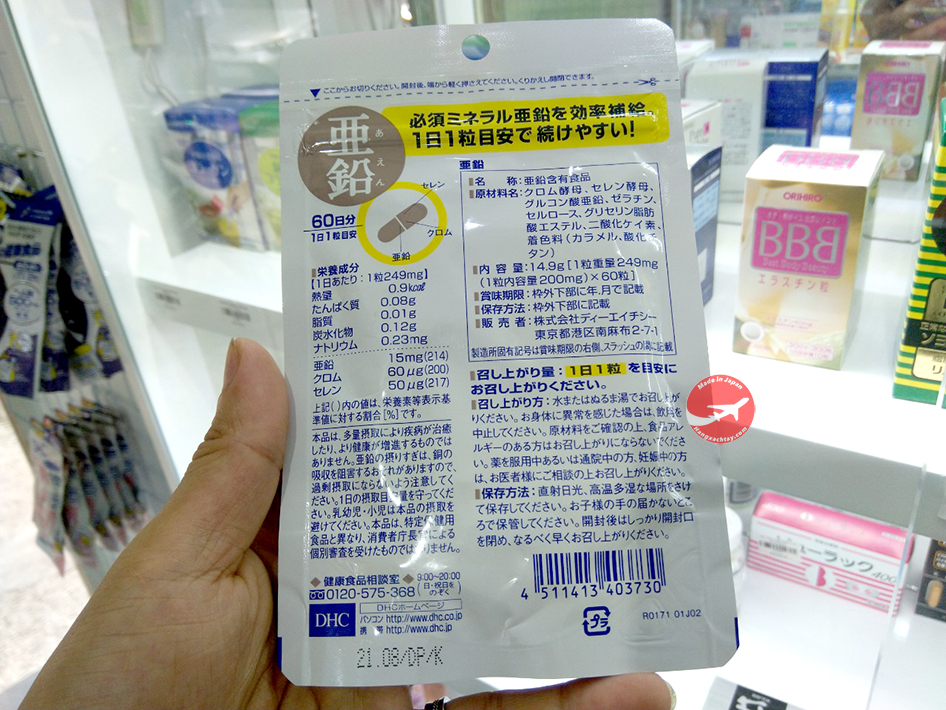 ここからお切りください。開封後、端から軽く押さえてください。くりかえし開閉できます。
亜鉛
あえん
必須ミネラル亜鉛を効率補給、
1日1粒目安で続けやすい!
60日分
1日1粒目安
セレン
クロム
亜鉛
栄養成分
【1日あたり:1粒249mg】
熱量 0.9kcal
たんぱく質 0.08g
脂質 0.01g
炭水化物 0.12g
ナトリウム 0.23mg
亜鉛 15mg(214)
クロム 60μg(200)
セレン 50μg(217)
上記( )内の値は、栄養素等表示基
準値に対する割合[%]です。
本品は、多量摂取により疾病が治癒
したり、より健康が増進するものでは
ありません。亜鉛の摂りすぎは、銅の
吸収を阻害するおそれがありますので、
過剰摂取にならないよう注意してく
ださい。1日の摂取目安量を守ってくだ
さい。乳幼児・小児は本品の摂取を
避けてください。本品は、特定保健用
食品と異なり、消費者庁長官による
個別審査を受けたものではありません。
健康食品相談室
0120-575-368
9:00~20:00
(日・祝日を
のぞく)
DHC
DHCホームページ
パソコン http://www.dhc.co.jp
携帯 http://www.dhc.jp
21.08/DP/K
亜鉛
名 称:亜鉛含有食品
原材料名:クロム酵母、セレン酵母、
グルコン酸亜鉛、ゼラチン、
セルロース、グリセリン脂肪
酸エステル、二酸化ケイ素、
着色料(カラメル、酸化チ
タン)
内 容 量:14.9g[1粒重量249mg
(1粒内容量200mg)×60粒]
賞味期限:枠外下部に年.月で記載
保存方法:枠外下部に記載
販 売 者:株式会社ディーエイチシー
東京都港区南麻布2-7-1
製造所固有記号は賞味期限の右側、スラッシュの後に記載
召し上がり量:1日1粒を目安に
お召し上がりください。
召し上がり方:水またはぬるま湯でお召し上が
りください。お身体に異常を感じた場合は、飲用を
中止してください。原材料をご確認の上、食品アレ
ルギーのある方はお召し上がりにならないでくださ
い。薬を服用中あるいは通院中の方、妊娠中の方
は、お医者様にご相談の上お召し上がりください。
保存方法:直射日光、高温多湿な場所をさけ
て保存してください。お子様の手の届かないとこ
ろで保管してください。開封後はしっかり開封口
を閉め、なるべく早くお召し上がりください。
4 511413 403730
プラ
R0171 01J02
Made in Japan
Hangxachtay.com
ORIHIRO
BBB
Best Body Beauty
エラスチン粒
BBB